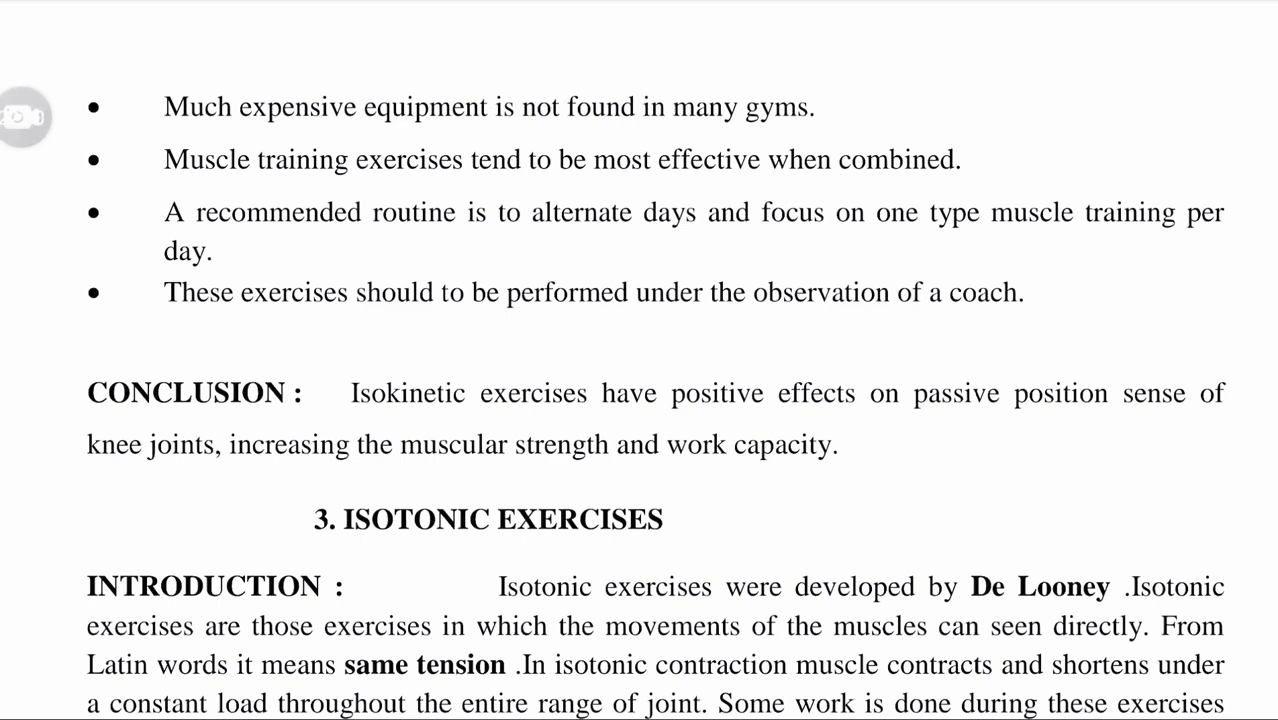 • Much expensive equipment is not found in many gyms.
• Muscle training exercises tend to be most effective when combined.
• A recommended routine is to alternate days and focus on one type muscle training per
day.
• These exercises should to be performed under the observation of a coach.
CONCLUSION : Isokinetic exercises have positive effects on passive position sense of
knee joints, increasing the muscular strength and work capacity.
3. ISOTONIC EXERCISES
INTRODUCTION : Isotonic exercises were developed by De Looney .Isotonic
exercises are those exercises in which the movements of the muscles can seen directly. From
Latin words it means same tension .In isotonic contraction muscle contracts and shortens under
a constant load throughout the entire range of joint. Some work is done during these exercises